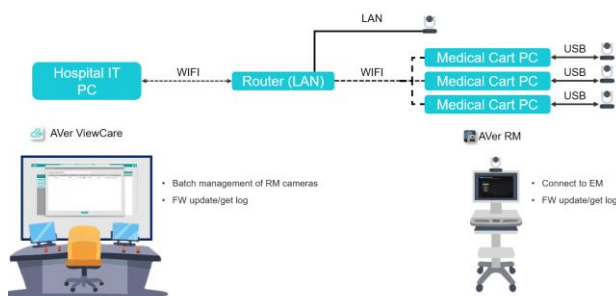 LAN
Hospital IT
PC
WIFI
Router (LAN)
WIFI
Medical Cart PC
USB
Medical Cart PC
USB
Medical Cart PC
USB
AVer ViewCare
AVer RM
• Batch management of RM cameras
• FW update/get log
• Connect to EM
• FW update/get log